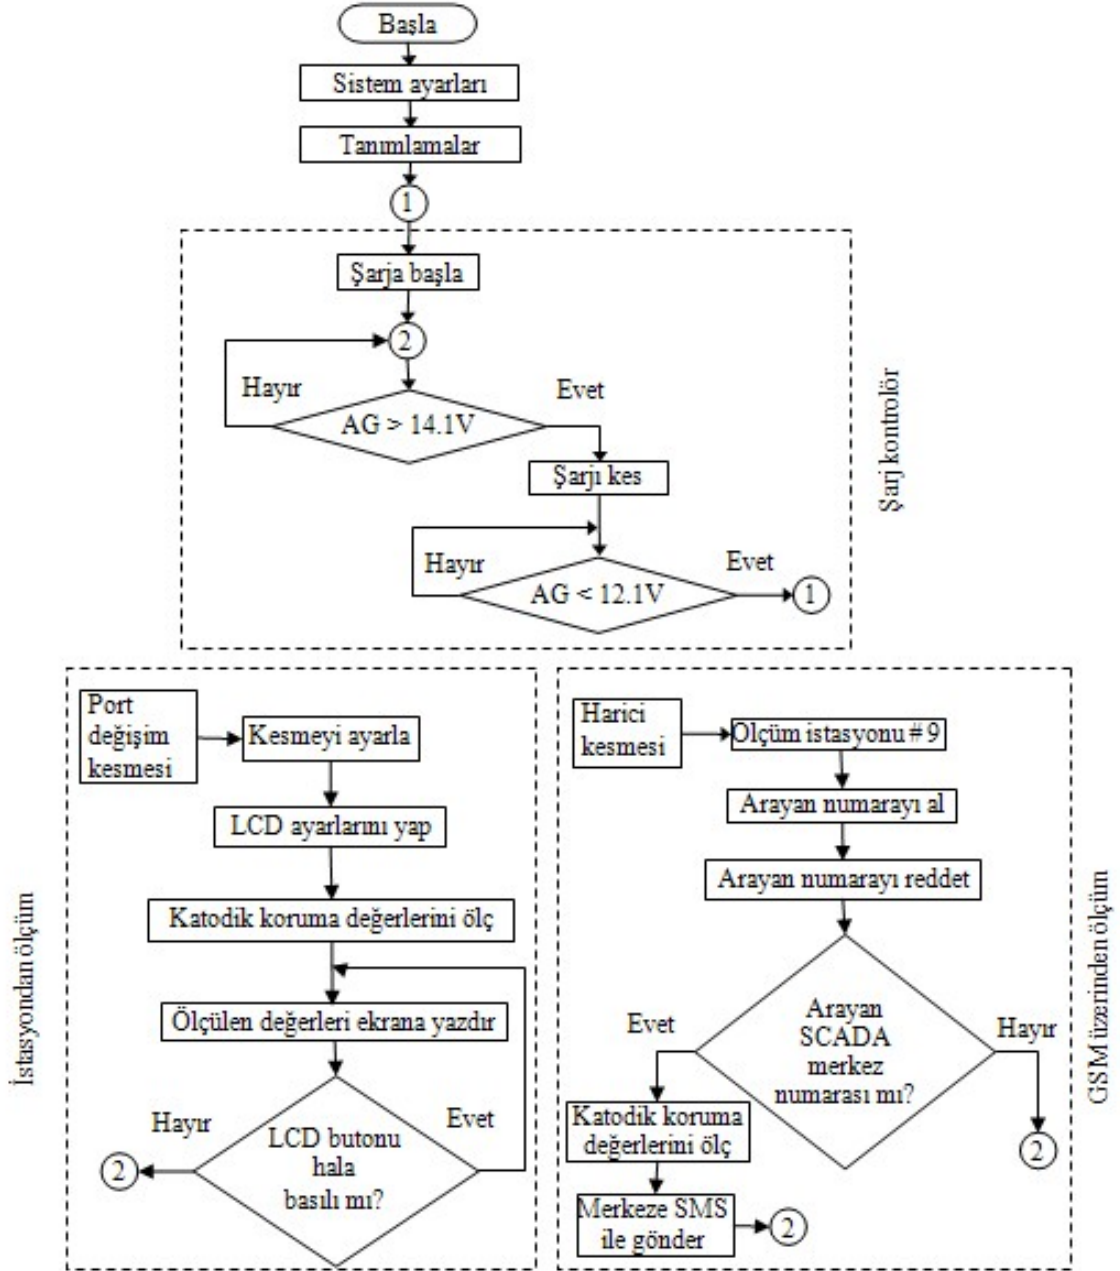 Başla
Sistem ayarları
Tanımlamalar
1
Şarja başla
2
Hayır
Evet
AG > 14.1V
Şarjı kes
Hayır
Evet
AG < 12.1V
1
Şarj kontrolör
Port
değişim
kesmesi
Kesmeyi ayarla
LCD ayarlarını yap
Katodik koruma değerlerini ölç
Ölçülen değerleri ekrana yazdır
Hayır
Evet
LCD butonu
hala
basılı mı?
2
İstasyondan ölçüm
Harici
kesmesi
Ölçüm istasyonu # 9
Arayan numarayı al
Arayan numarayı reddet
Evet
Hayır
Arayan
SCADA
merkez
numarası mı?
2
Katodik koruma
değerlerini ölç
Merkeze SMS
ile gönder
2
GSM üzerinden ölçüm